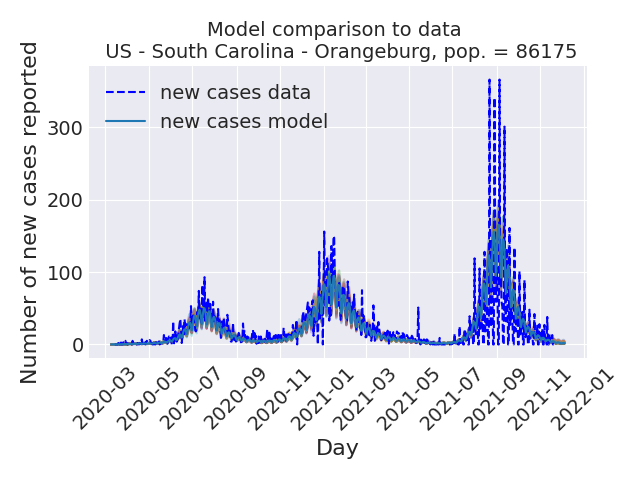 Model comparison to data
US - South Carolina - Orangeburg, pop. = 86175
Number of new cases reported
new cases data
new cases model
300
200
100
0
2020-03
2020-05
2020-07
2020-09
2020-11
2021-01
2021-03
2021-05
2021-07
2021-09
2021-11
2022-01
Day